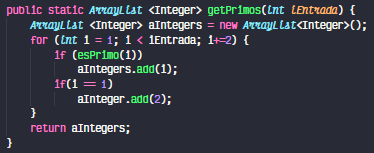 public static ArrayList <Integer> getPrimos(int iEntrada) {
ArrayList <Integer> aIntegers = new ArrayList<Integer>();
for (int i = 1; i < iEntrada; i+=2) {
if (esPrimo(i))
aIntegers.add(i);
if(i == 1)
aInteger.add(2);
}
return aIntegers;
}